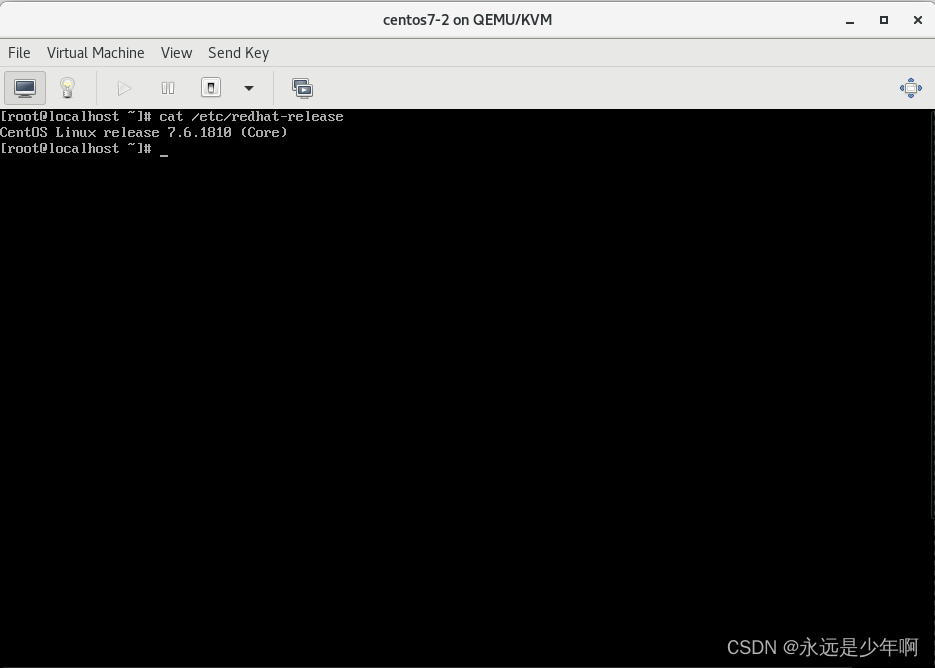 centos7-2 on QEMU/KVM
File Virtual Machine View Send Key
[root@localhost ~]# cat /etc/redhat-release
CentOS Linux release 7.6.1810 (Core)
[root@localhost ~]# _
CSDN @永远是少年啊